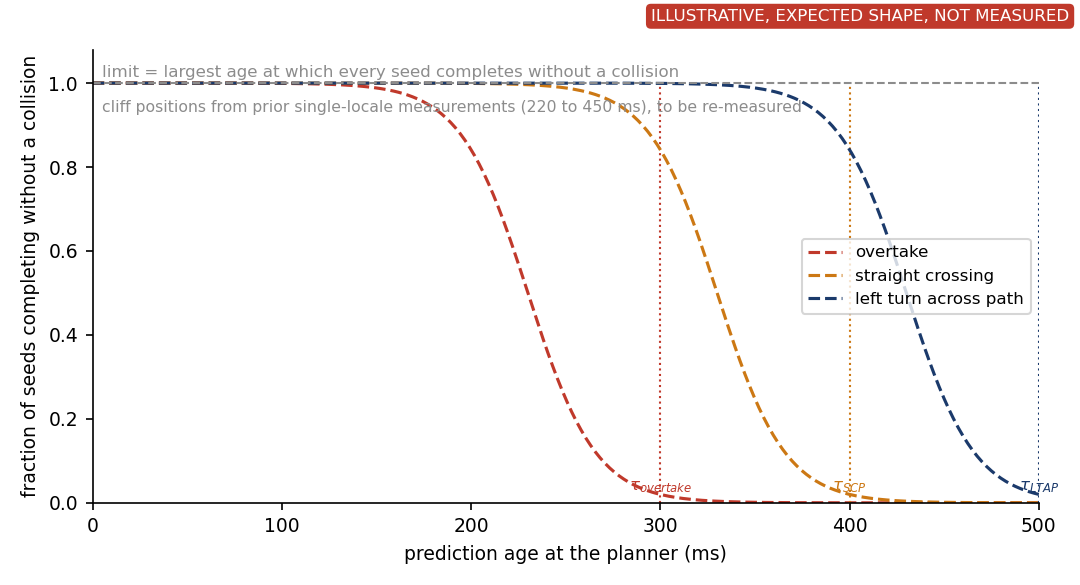 ILLUSTRATIVE, EXPECTED SHAPE, NOT MEASURED
limit = largest age at which every seed completes without a collision
cliff positions from prior single-locale measurements (220 to 450 ms), to be re-measured
fraction of seeds completing without a collision
1.0
0.8
0.6
0.4
0.2
0.0
overtake
straight crossing
left turn across path
τovertake
τSCP
τLTAP
0
100
200
300
400
500
prediction age at the planner (ms)